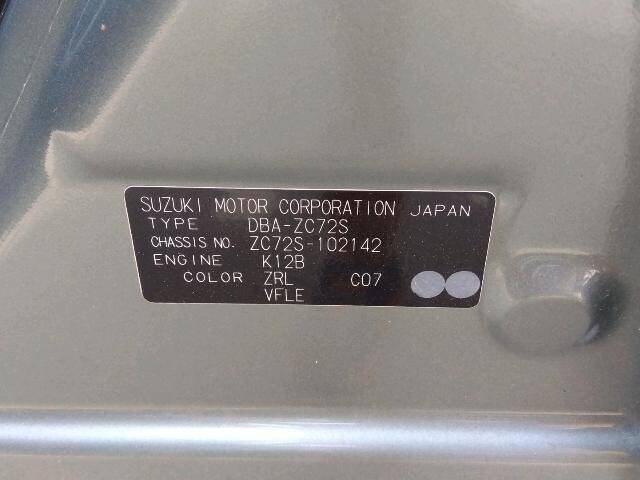 SUZUKI MOTOR CORPORATION JAPAN
TYPE DBA-ZC72S
CHASSIS NO. ZC72S-102142
ENGINE K12B
COLOR ZRL C07
VFLE